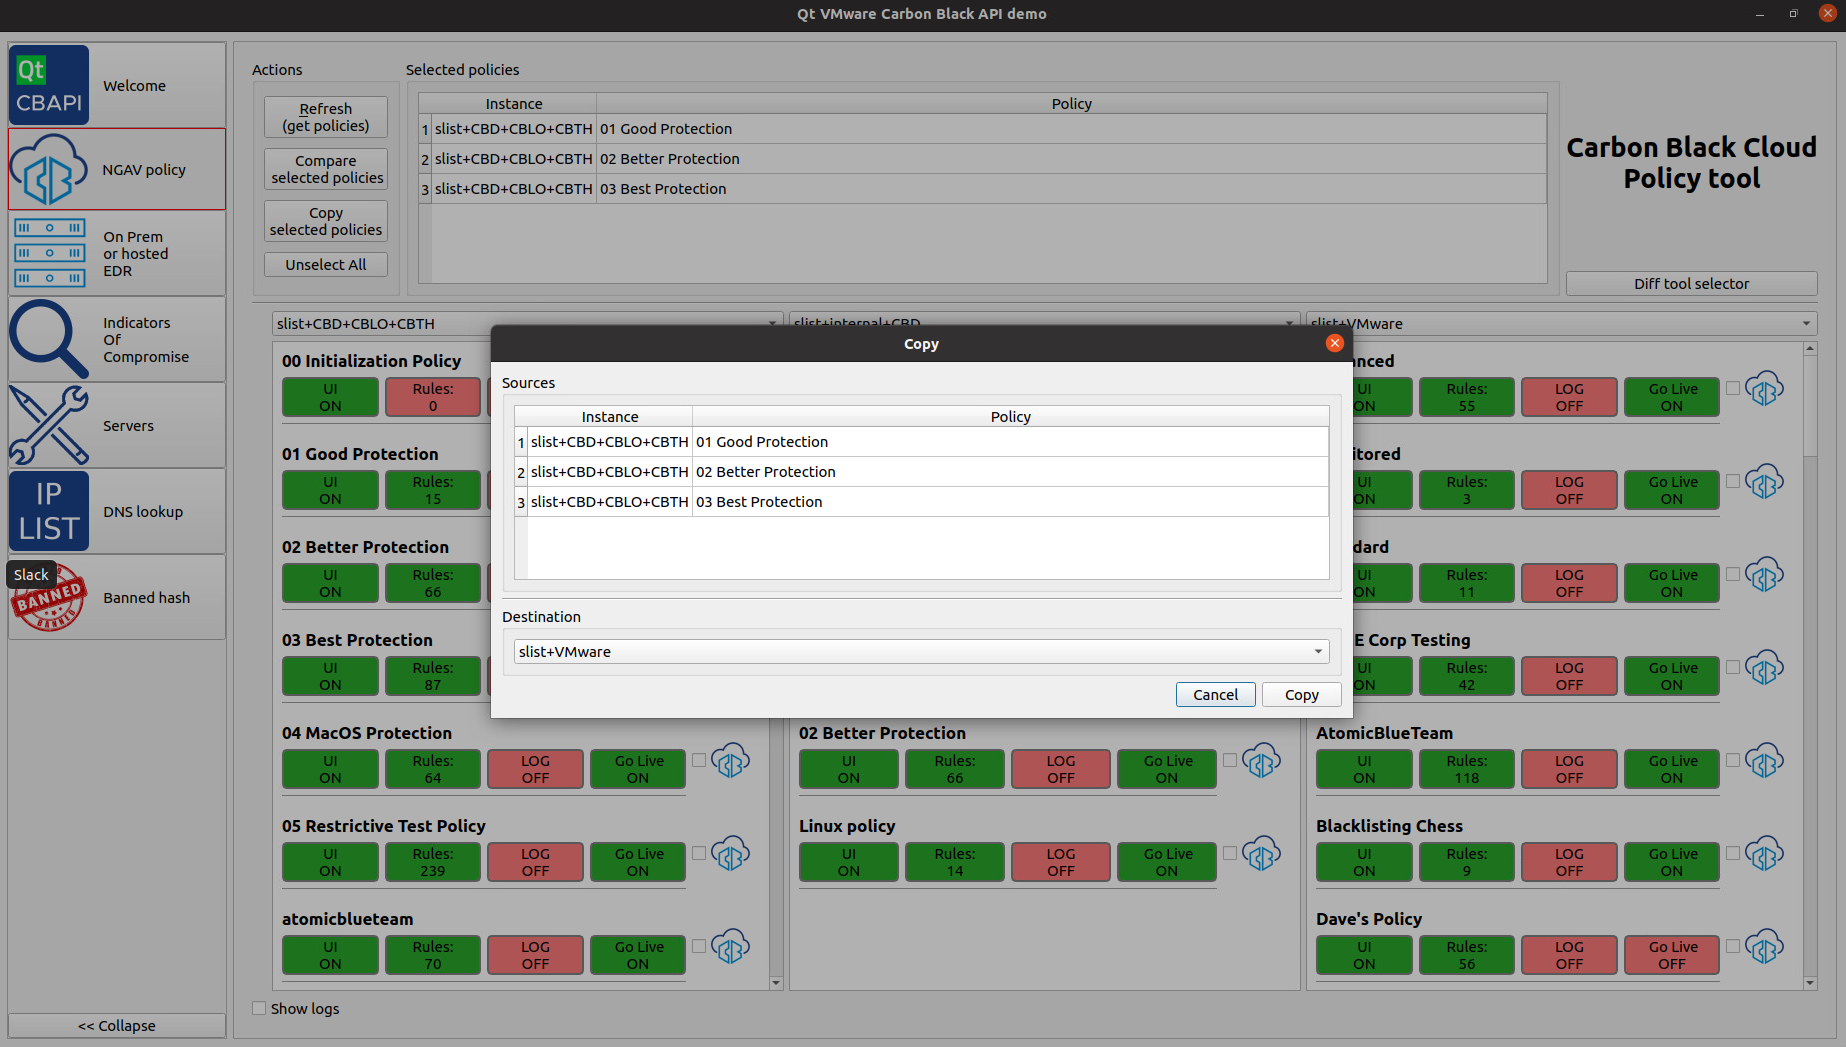 Qt VMware Carbon Black API demo
Qt
CBAPI
Welcome
NGAV policy
On Prem
or hosted
EDR
Indicators
Of
Compromise
Servers
IP
LIST
DNS lookup
Slack
BANNED
BANNED
Banned hash
<< Collapse
Actions
Refresh
(get policies)
Compare
selected policies
Copy
selected policies
Unselect All
Selected policies
Instance Policy
1 slist+CBD+CBLO+CBTH 01 Good Protection
2 slist+CBD+CBLO+CBTH 02 Better Protection
3 slist+CBD+CBLO+CBTH 03 Best Protection
Carbon Black Cloud
Policy tool
Diff tool selector
slist+CBD+CBLO+CBTH
00 Initialization Policy
UI
ON
Rules:
0
01 Good Protection
UI
ON
Rules:
15
02 Better Protection
UI
ON
Rules:
66
03 Best Protection
UI
ON
Rules:
87
04 MacOS Protection
UI
ON
Rules:
64
LOG
OFF
Go Live
ON
05 Restrictive Test Policy
UI
ON
Rules:
239
LOG
OFF
Go Live
ON
atomicblueteam
UI
ON
Rules:
70
LOG
OFF
Go Live
ON
slist+internal+CBD
02 Better Protection
UI
ON
Rules:
66
LOG
OFF
Go Live
ON
Linux policy
UI
ON
Rules:
14
LOG
OFF
Go Live
ON
slist+VMware
nced
UI
ON
Rules:
55
LOG
OFF
Go Live
ON
itored
UI
ON
Rules:
3
LOG
OFF
Go Live
ON
dard
UI
ON
Rules:
11
LOG
OFF
Go Live
ON
E Corp Testing
UI
ON
Rules:
42
LOG
OFF
Go Live
ON
AtomicBlueTeam
UI
ON
Rules:
118
LOG
OFF
Go Live
ON
Blacklisting Chess
UI
ON
Rules:
9
LOG
OFF
Go Live
ON
Dave's Policy
UI
ON
Rules:
56
LOG
OFF
Go Live
OFF
Show logs
Copy
Sources
Instance Policy
1 slist+CBD+CBLO+CBTH 01 Good Protection
2 slist+CBD+CBLO+CBTH 02 Better Protection
3 slist+CBD+CBLO+CBTH 03 Best Protection
Destination
slist+VMware
Cancel
Copy